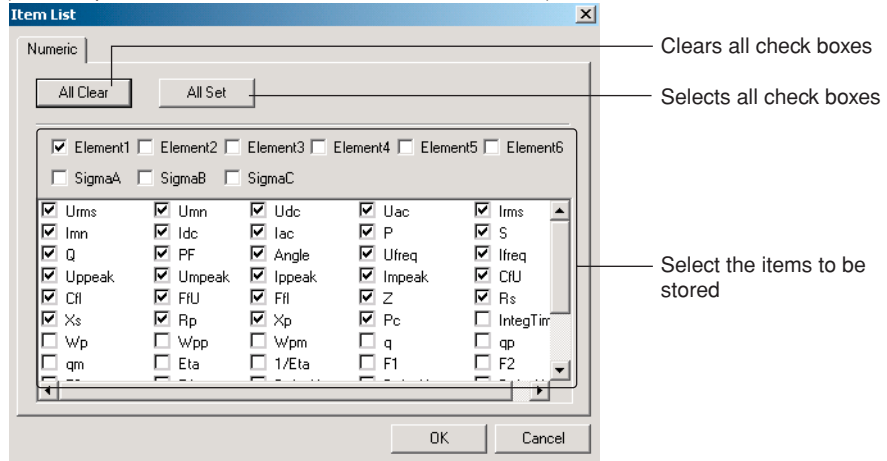 Item List
Numeric
Clears all check boxes
All Clear All Set
Selects all check boxes
Element1 Element2 Element3 Element4 Element5 Element6
SigmaA SigmaB SigmaC
Urms Umn Udc Uac Irms
Imn Idc Iac P S
Q PF Angle Ufreq Ifreq
Uppeak Umpeak Ippeak Impeak CfU
CfI FfU FfI Z Rs
Xs Rp Xp Pc IntegTim
Wp Wpp Wpm q qp
qm Eta 1/Eta F1 F2
Select the items to be
stored
OK Cancel